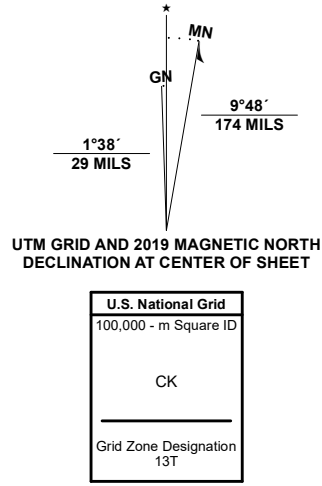 ★
MN
GN
9°48´
174 MILS
1°38´
29 MILS
UTM GRID AND 2019 MAGNETIC NORTH
DECLINATION AT CENTER OF SHEET
U.S. National Grid
100,000 - m Square ID
CK
Grid Zone Designation
13T